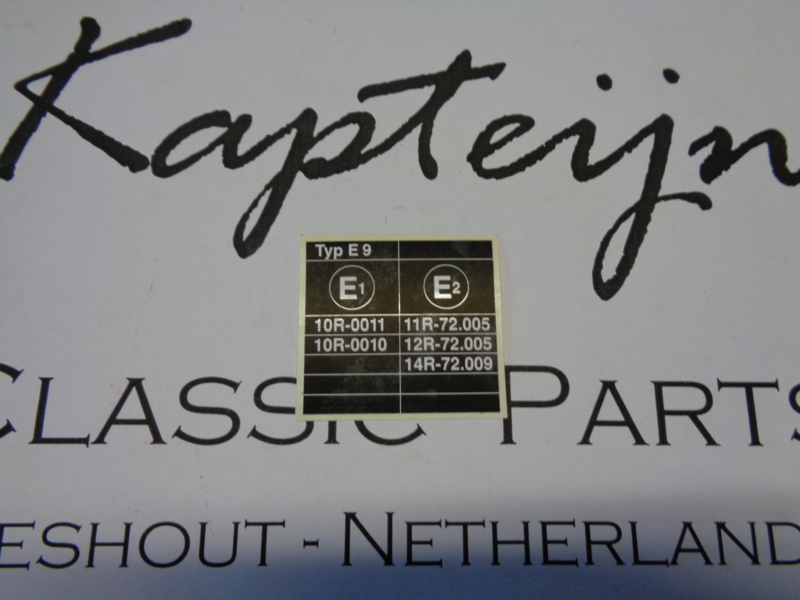 Kapteijn
Typ E 9
E1 E2
10R-0011 11R-72.005
10R-0010 12R-72.005
14R-72.009
CLASSIC PARTS
ESHOUT - NETHERLAND